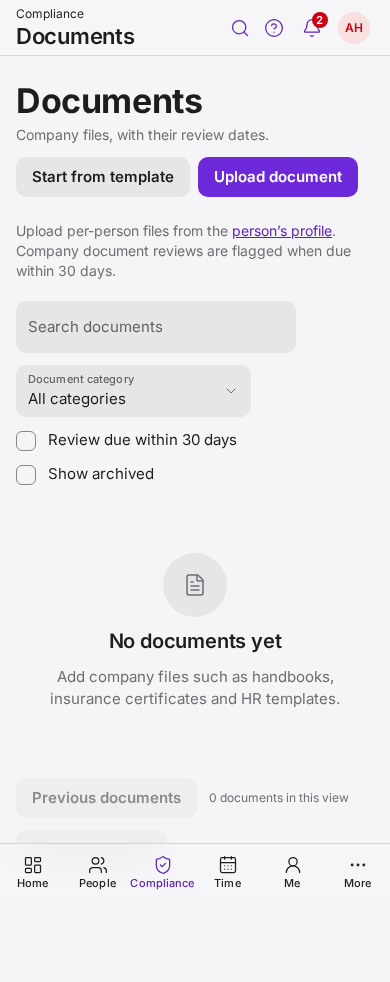 Compliance
Documents
2
AH
Documents
Company files, with their review dates.
Start from template
Upload document
Upload per-person files from the person’s profile.
Company document reviews are flagged when due
within 30 days.
Search documents
Document category
All categories
Review due within 30 days
Show archived
No documents yet
Add company files such as handbooks,
insurance certificates and HR templates.
Previous documents
0 documents in this view
Home
People
Compliance
Time
Me
More